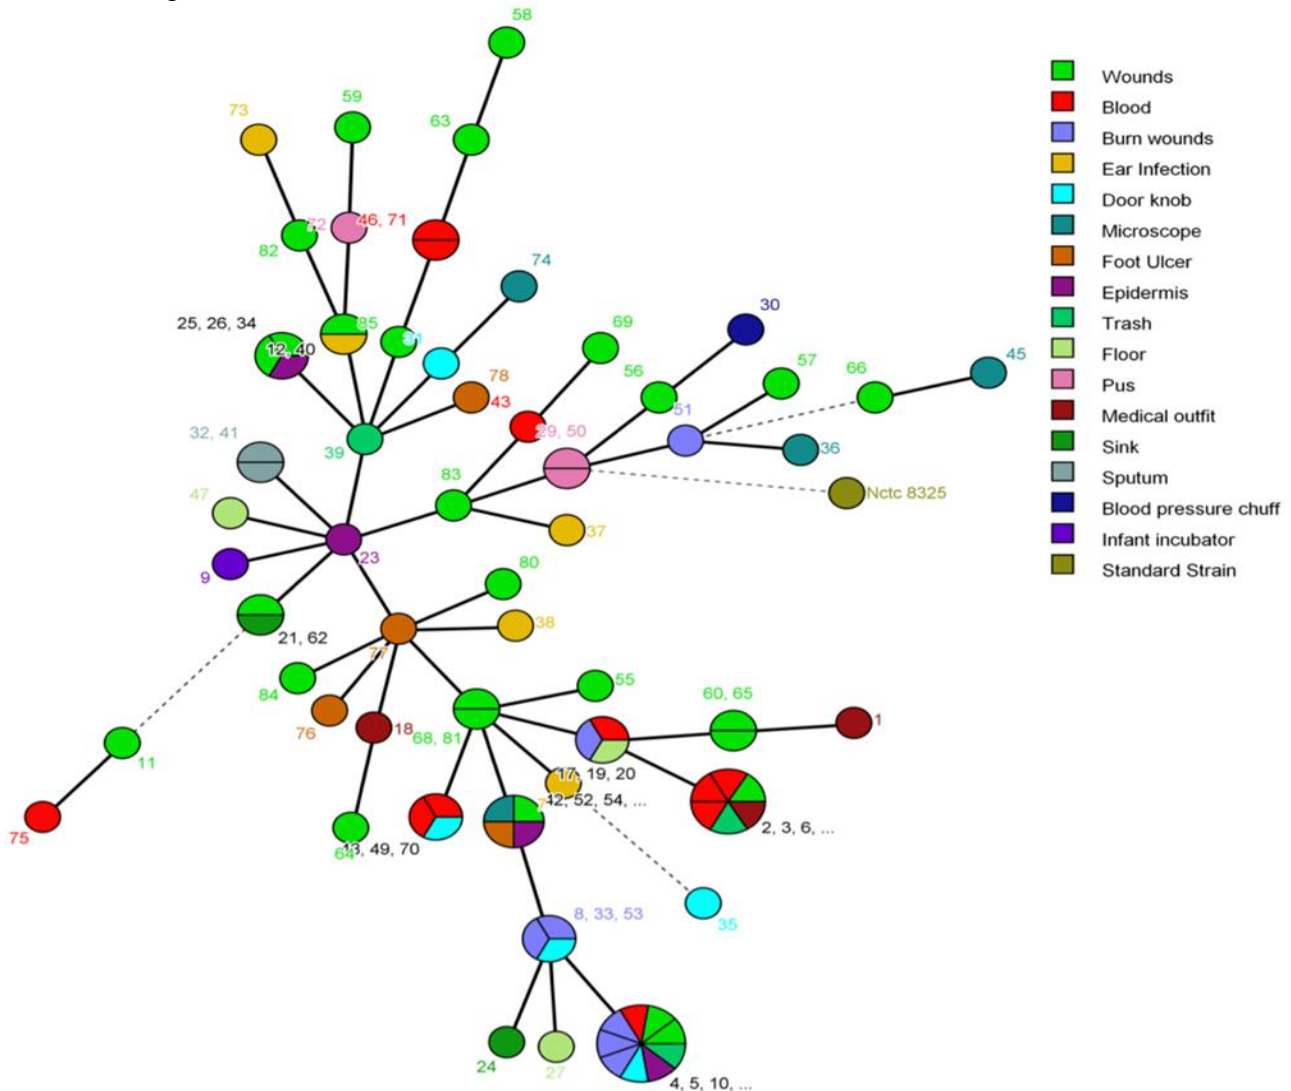 58
59
73
63
72
46, 71
82
74
30
25, 26, 34
85
31
69
12, 40
57
45
56
66
78
43
51
32, 41
29, 50
39
36
83
47
Nctc 8325
37
23
9
80
21, 62
38
77
84
55
60, 65
76
18
68, 81
1
11
17, 19, 20
7
42, 52, 54, ...
2, 3, 6, ...
75
64
13, 49, 70
8, 33, 53
35
24
27
4, 5, 10, ...
Wounds
Blood
Burn wounds
Ear Infection
Door knob
Microscope
Foot Ulcer
Epidermis
Trash
Floor
Pus
Medical outfit
Sink
Sputum
Blood pressure chuff
Infant incubator
Standard Strain